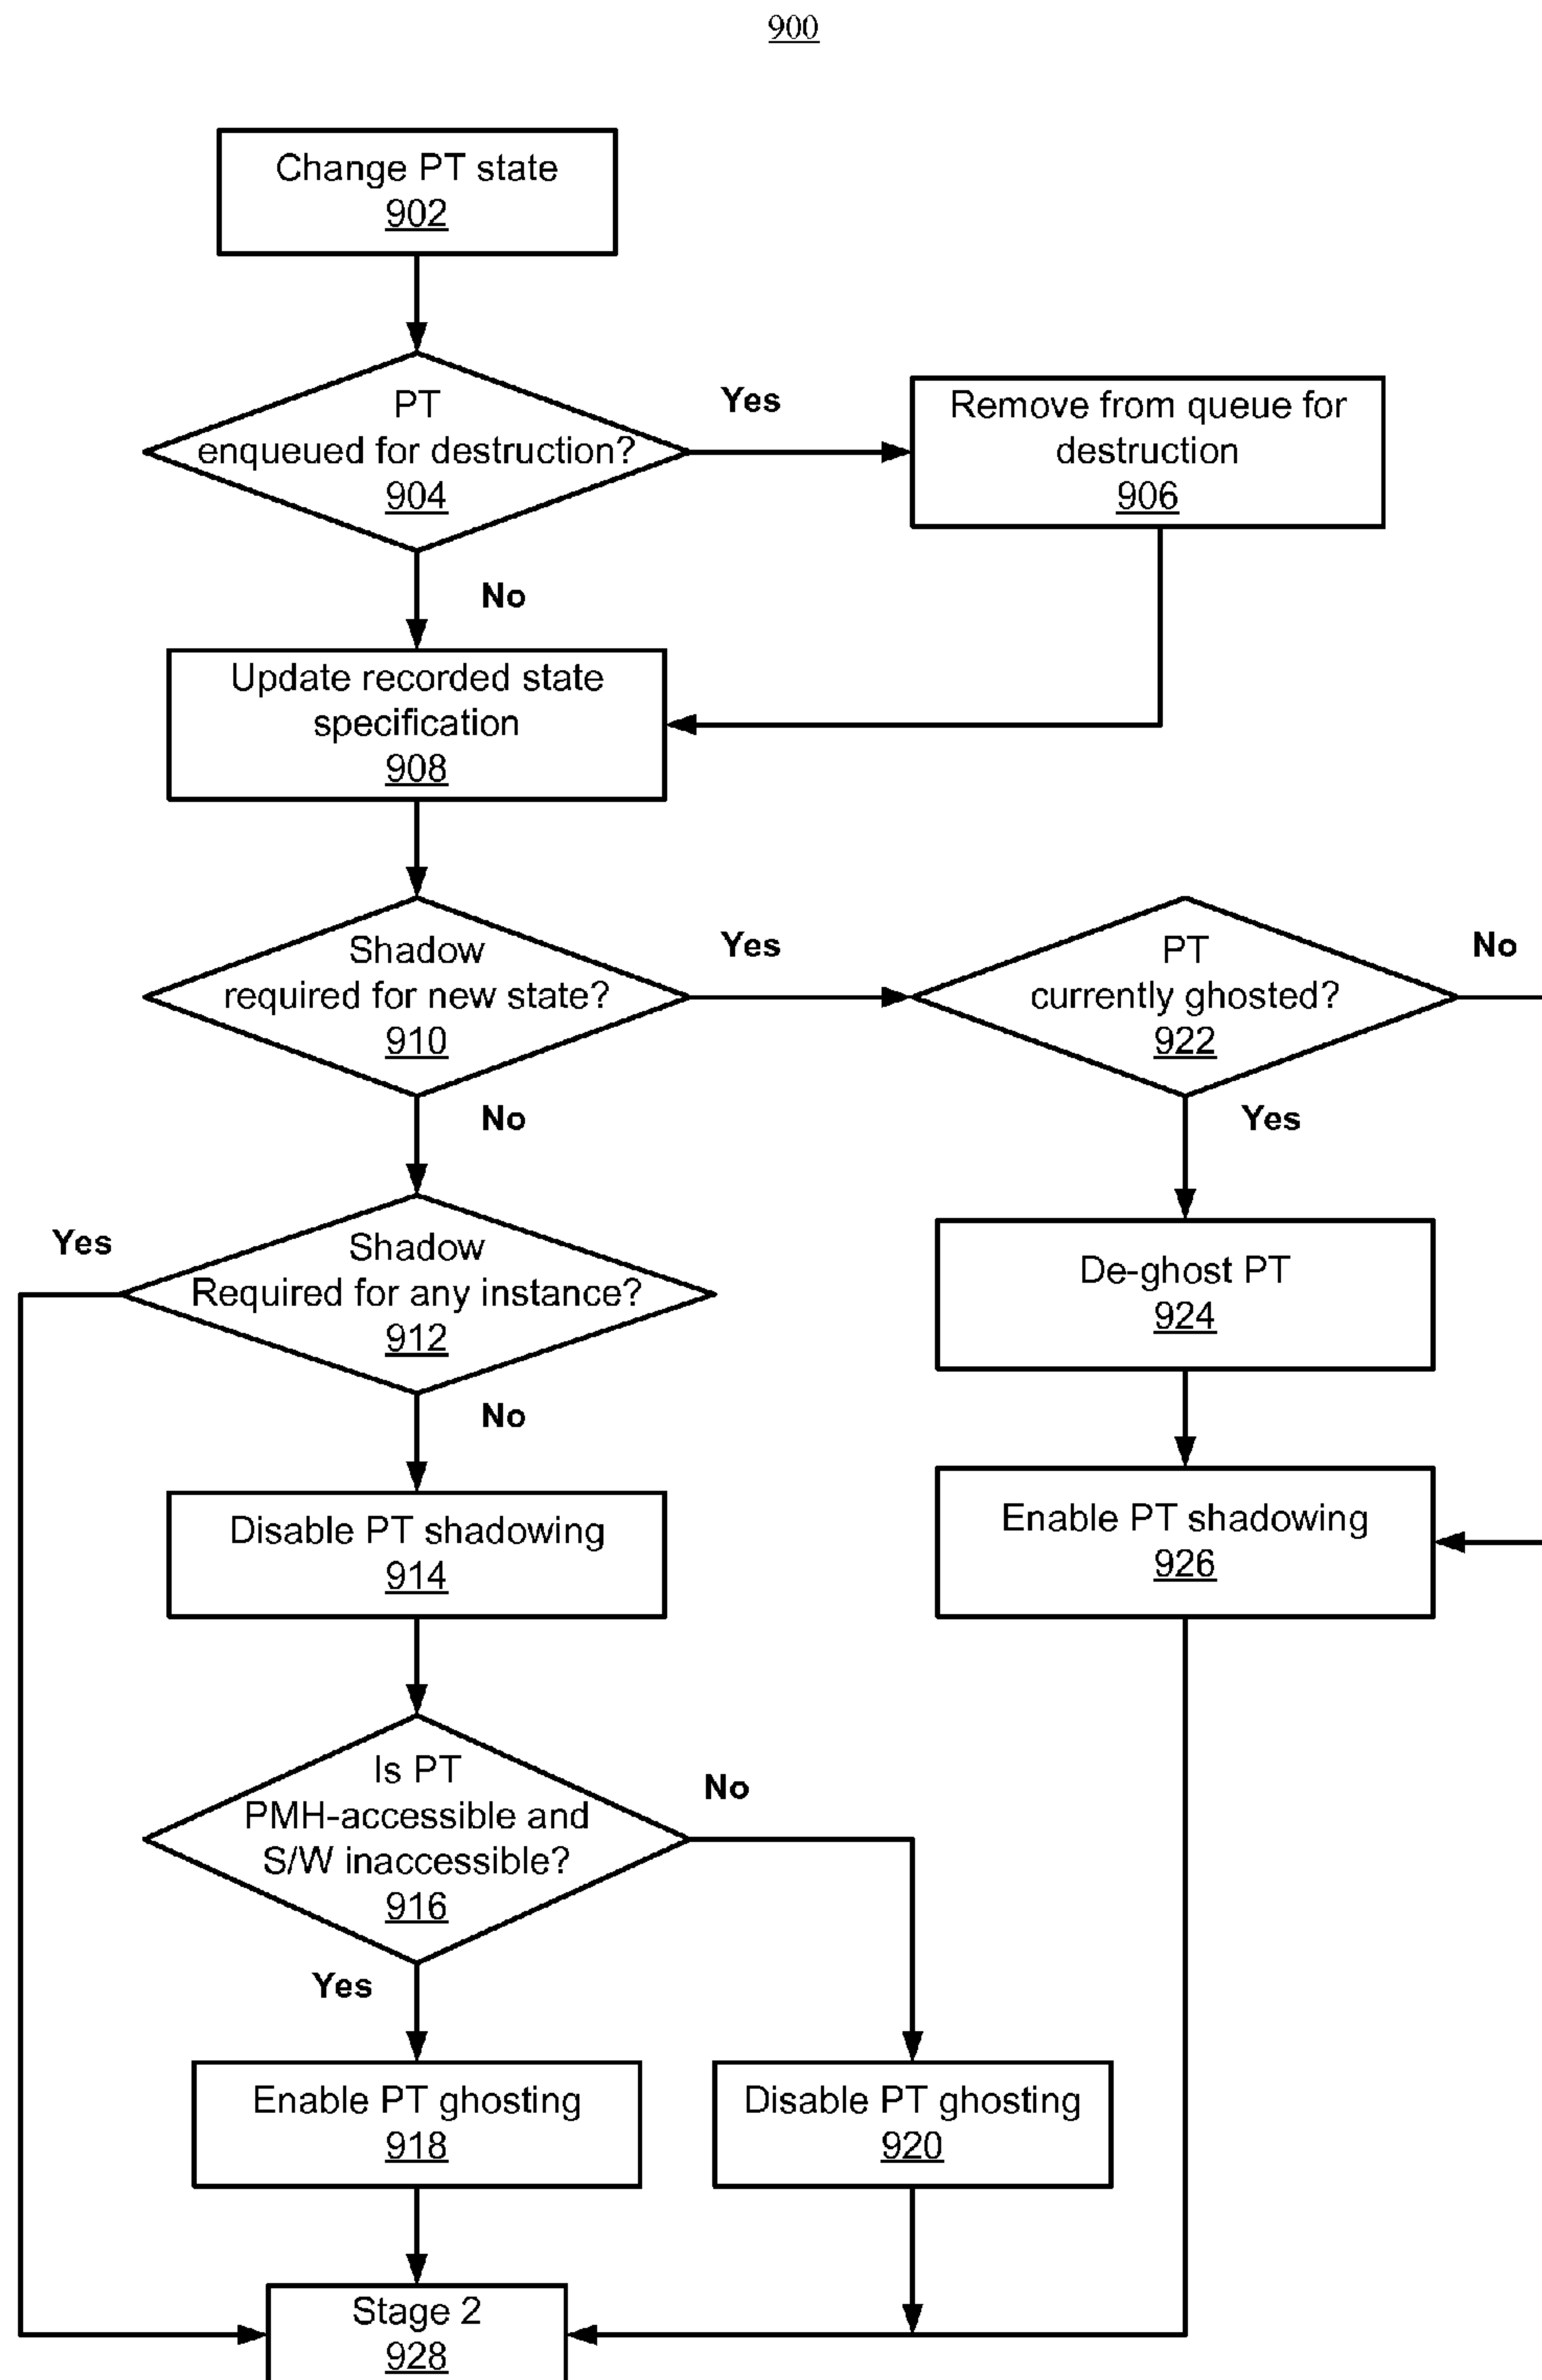 900
Change PT state
902
PT
enqueued for destruction?
904
Yes
Remove from queue for
destruction
906
No
Update recorded state
specification
908
Shadow
required for new state?
910
Yes
PT
currently ghosted?
922
No
No
Yes
Yes
Shadow
Required for any instance?
912
De-ghost PT
924
No
Disable PT shadowing
914
Enable PT shadowing
926
Is PT
PMH-accessible and
S/W inaccessible?
916
No
Yes
Enable PT ghosting
918
Disable PT ghosting
920
Stage 2
928